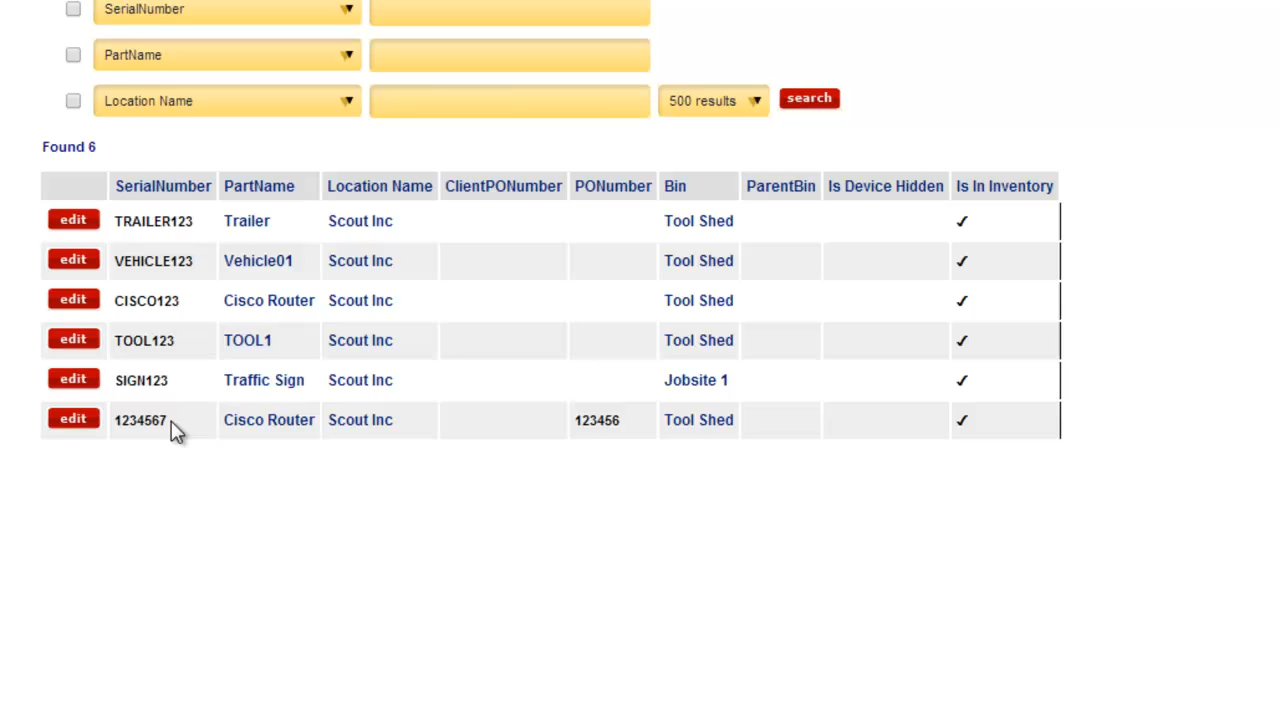 SerialNumber
PartName
Location Name 500 results search
Found 6
SerialNumber PartName Location Name ClientPONumber PONumber Bin ParentBin Is Device Hidden Is In Inventory
edit TRAILER123 Trailer Scout Inc Tool Shed ✓
edit VEHICLE123 Vehicle01 Scout Inc Tool Shed ✓
edit CISCO123 Cisco Router Scout Inc Tool Shed ✓
edit TOOL123 TOOL1 Scout Inc Tool Shed ✓
edit SIGN123 Traffic Sign Scout Inc Jobsite 1 ✓
edit 1234567 Cisco Router Scout Inc 123456 Tool Shed ✓